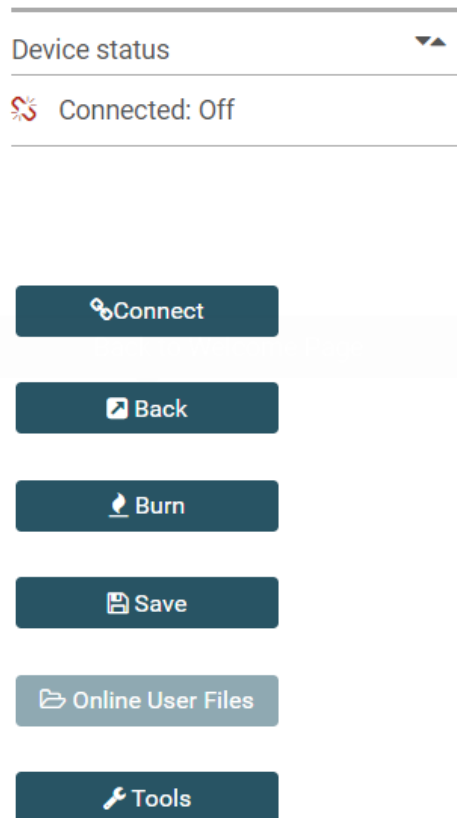 Device status
Connected: Off
Connect
Back
Burn
Save
Online User Files
Tools